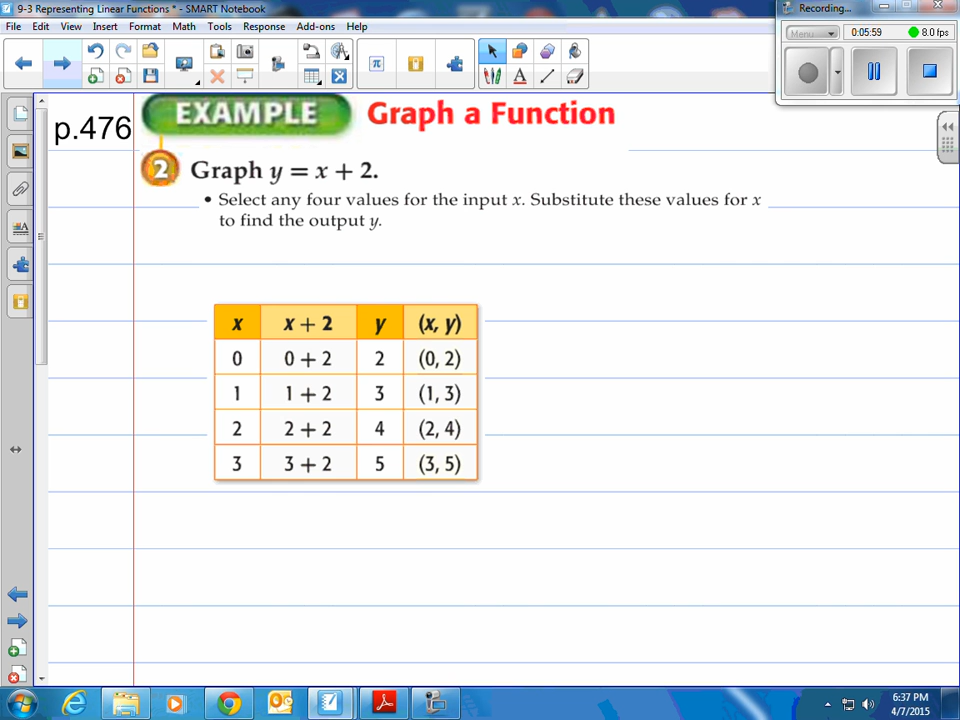 9-3 Representing Linear Functions * - SMART Notebook
Recording...
File Edit View Insert Format Math Tools Response Add-ons Help
Menu
0:05:59
8.0 fps
p.476
EXAMPLE Graph a Function
2 Graph y = x + 2.
• Select any four values for the input x. Substitute these values for x
to find the output y.
x x + 2 y (x, y)
0 0 + 2 2 (0, 2)
1 1 + 2 3 (1, 3)
2 2 + 2 4 (2, 4)
3 3 + 2 5 (3, 5)
6:37 PM
4/7/2015